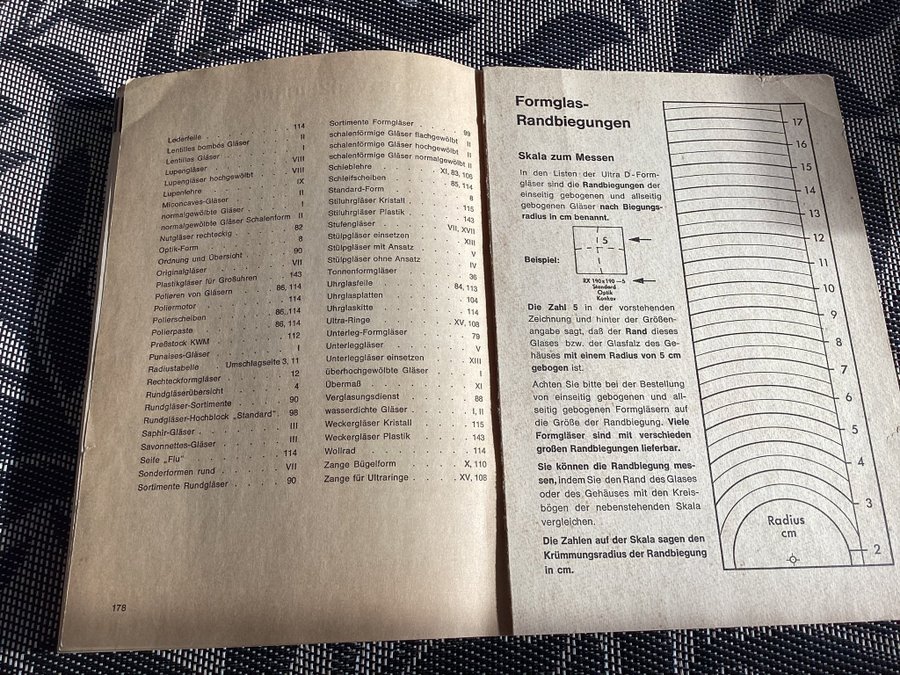 Lederfeile . . . . . . . . . 114
Lentilles bombés Gläser . . . . II
Lentilles Gläser . . . . . . . I
Lupengläser . . . . . . . . VIII
Lupengläser hochgewölbt . . . VIII
Lupenlehre . . . . . . . . . IX
Miconcaves-Gläser . . . . . . II
normalgewölbte Gläser . . . . . I
normalgewölbte Gläser Schalenform II
Nutgläser rechteckig . . . . . . 82
Optik-Form . . . . . . . . . 8
Ordnung und Übersicht . . . . . 90
Originalgläser . . . . . . . . VII
Plastikgläser für Großuhren . . . 143
Polieren von Gläsern . . . . 86, 114
Poliermotor . . . . . . . . . 114
Polierscheiben . . . . . . 86, 114
Polierpaste . . . . . . . . 86, 114
Preßstock KWM . . . . . . . 112
Punaises-Gläser . . . . . . . . I
Radiustabelle Umschlagseite 3, 11
Rechteckformgläser . . . . . . 12
Rundgläserübersicht . . . . . . 4
Rundgläser-Sortimente . . . . . 90
Rundgläser-Hochblock „Standard“ . 98
Saphir-Gläser . . . . . . . . III
Savonnettes-Gläser . . . . . . III
Seife „Flu“ . . . . . . . . . 114
Sonderformen rund . . . . . . VII
Sortimente Rundgläser . . . . . 90
178
Sortimente Formgläser . . . . . 99
schalenförmige Gläser flachgewölbt II
schalenförmige Gläser hochgewölbt II
schalenförmige Gläser normalgewölbt II
Schieblehre . . . . . . XI, 83, 106
Schleifscheiben . . . . . . 85, 114
Standard-Form . . . . . . . . 8
Stiluhrgläser Kristall . . . . . 115
Stiluhrgläser Plastik . . . . . . 143
Stufengläser . . . . . . . VII, XVII
Stülpgläser einsetzen . . . . . XIII
Stülpgläser mit Ansatz . . . . . V
Stülpgläser ohne Ansatz . . . . IV
Tonnenformgläser . . . . . . . 36
Uhrglasfeile . . . . . . . 84, 113
Uhrglasplatten . . . . . . . . 104
Uhrglaskitte . . . . . . . . . 114
Ultra-Ringe . . . . . . . XV, 108
Unterleg-Formgläser . . . . . . 79
Unterleggläser . . . . . . . . V
Unterleggläser einsetzen . . . . XIII
überhochgewölbte Gläser . . . . I
Übermaß . . . . . . . . . . XI
Verglasungsdienst . . . . . . . 88
wasserdichte Gläser . . . . . I, II
Weckergläser Kristall . . . . . 115
Weckergläser Plastik . . . . . . 143
Wollrad . . . . . . . . . . . 114
Zange Bügelform . . . . . . X, 110
Zange für Ultraringe . . . . XV, 108
Formglas-
Randbiegungen
Skala zum Messen
In den Listen der Ultra D-Form-
gläser sind die Randbiegungen der
einseitig gebogenen und allseitig
gebogenen Gläser nach Biegungs-
radius in cm benannt.
5
Beispiel:
RX 190x190 —5
Standard
Optik
Konkor
Die Zahl 5 in der vorstehenden
Zeichnung und hinter der Größen-
angabe sagt, daß der Rand dieses
Glases bzw. der Glasfalz des Ge-
häuses mit einem Radius von 5 cm
gebogen ist.
Achten Sie bitte bei der Bestellung
von einseitig gebogenen und all-
seitig gebogenen Formgläsern auf
die Größe der Randbiegung. Viele
Formgläser sind mit verschieden
großen Randbiegungen lieferbar.
Sie können die Randbiegung mes-
sen, indem Sie den Rand des Glases
oder des Gehäuses mit den Kreis-
bögen der nebenstehenden Skala
vergleichen.
Die Zahlen auf der Skala sagen den
Krümmungsradius der Randbiegung
in cm.
17
16
15
14
13
12
11
10
9
8
7
6
5
4
3
2
Radius
cm